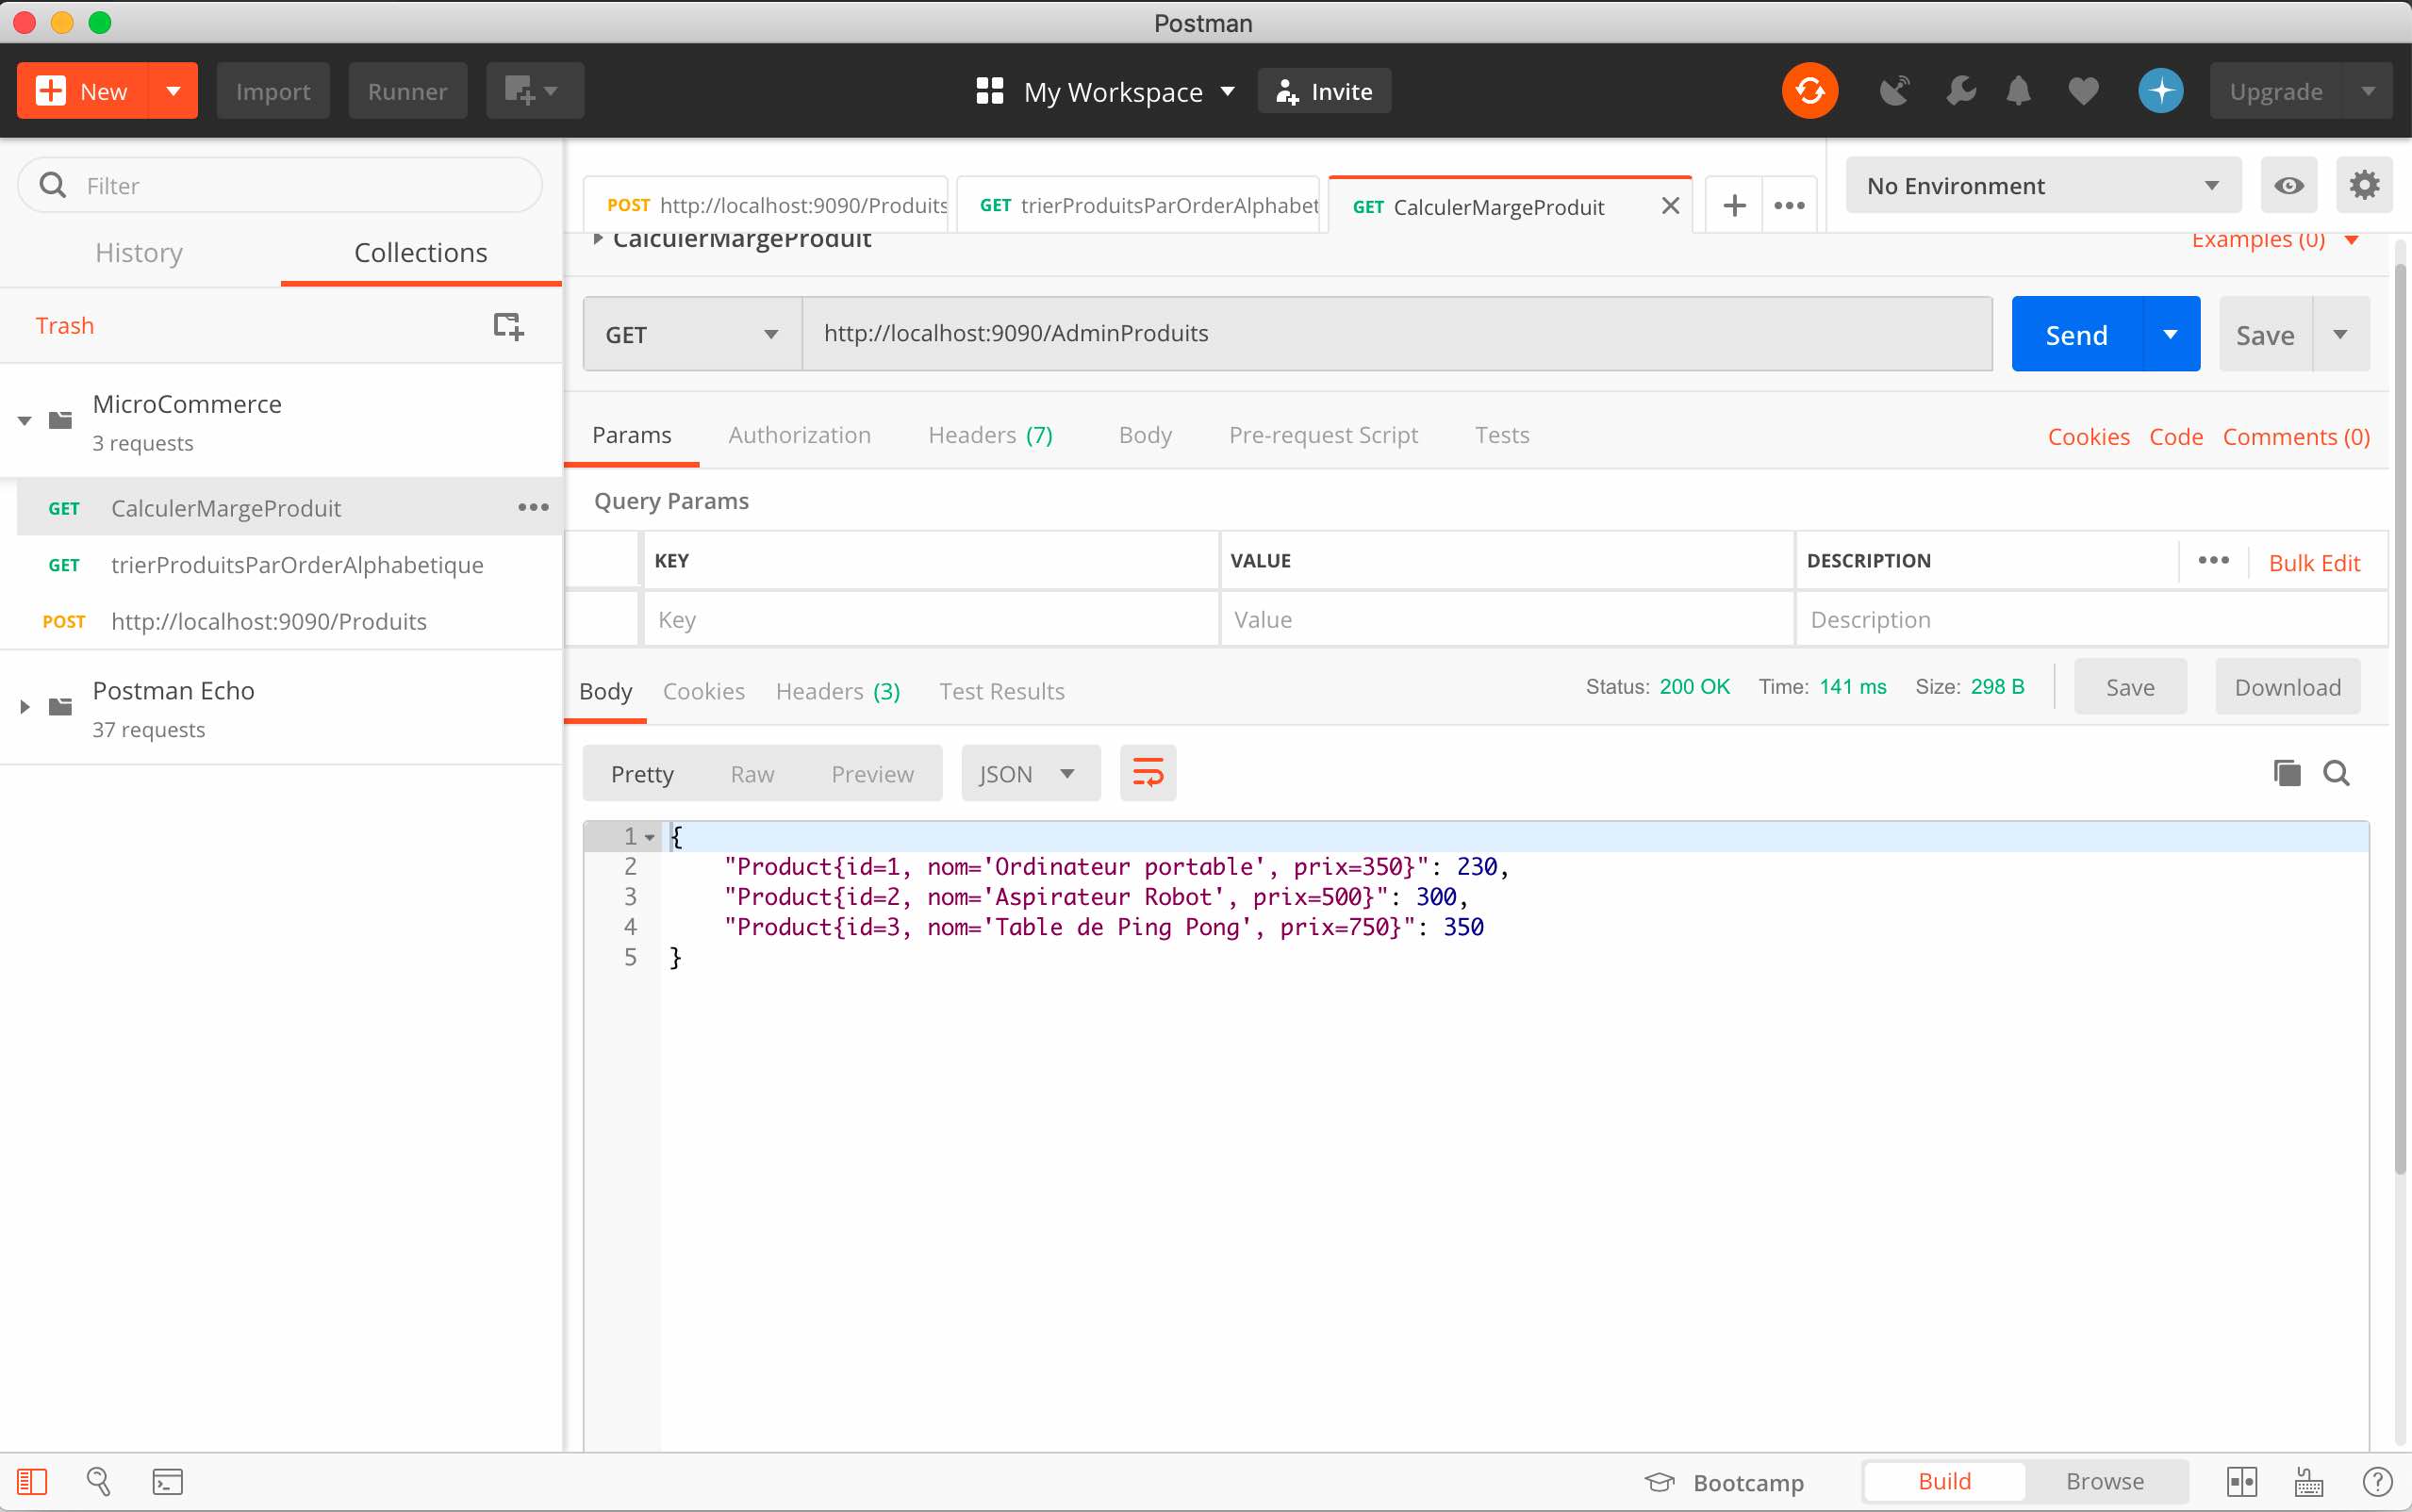 Postman
New
Import
Runner
My Workspace
Invite
Upgrade
Filter
History
Collections
Trash
MicroCommerce
3 requests
GET CalculerMargeProduit
GET trierProduitsParOrderAlphabetique
POST http://localhost:9090/Produits
Postman Echo
37 requests
POST http://localhost:9090/Produits
GET trierProduitsParOrderAlphabet
GET CalculerMargeProduit
No Environment
CalculerMargeProduit
Examples (0)
GET
http://localhost:9090/AdminProduits
Send
Save
Params
Authorization
Headers (7)
Body
Pre-request Script
Tests
Cookies
Code
Comments (0)
Query Params
KEY
VALUE
DESCRIPTION
Bulk Edit
Key
Value
Description
Body
Cookies
Headers (3)
Test Results
Status: 200 OK
Time: 141 ms
Size: 298 B
Save
Download
Pretty
Raw
Preview
JSON
1 {
2 "Product{id=1, nom='Ordinateur portable', prix=350}": 230,
3 "Product{id=2, nom='Aspirateur Robot', prix=500}": 300,
4 "Product{id=3, nom='Table de Ping Pong', prix=750}": 350
5 }
Bootcamp
Build
Browse